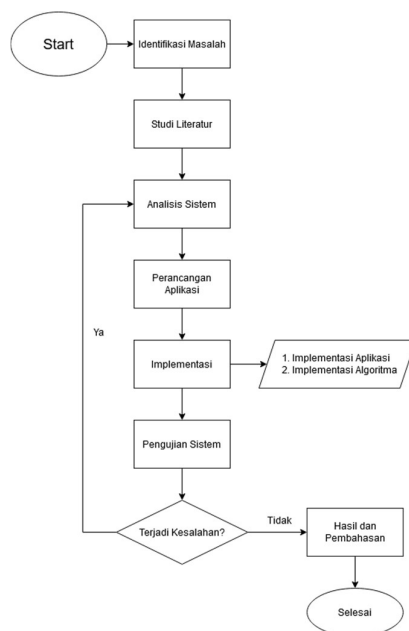 Start
Identifikasi Masalah
Studi Literatur
Analisis Sistem
Perancangan
Aplikasi
Ya
Implementasi
1. Implementasi Aplikasi
2. Implementasi Algoritma
Pengujian Sistem
Terjadi Kesalahan?
Tidak
Hasil dan
Pembahasan
Selesai